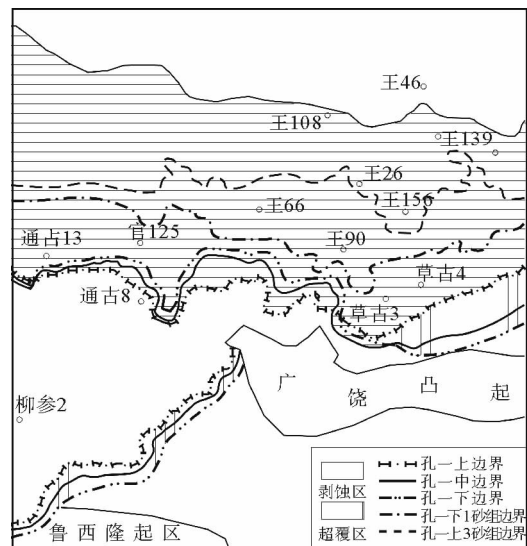 王46
王108
王139
王26
王156
王66
官125
王90
通古13
草古4
通古8
草古3
广饶凸起
柳参2
孔一上边界
孔一中边界
剥蚀区
孔一下边界
孔一下1砂组边界
超覆区
孔一上3砂组边界
鲁西隆起区